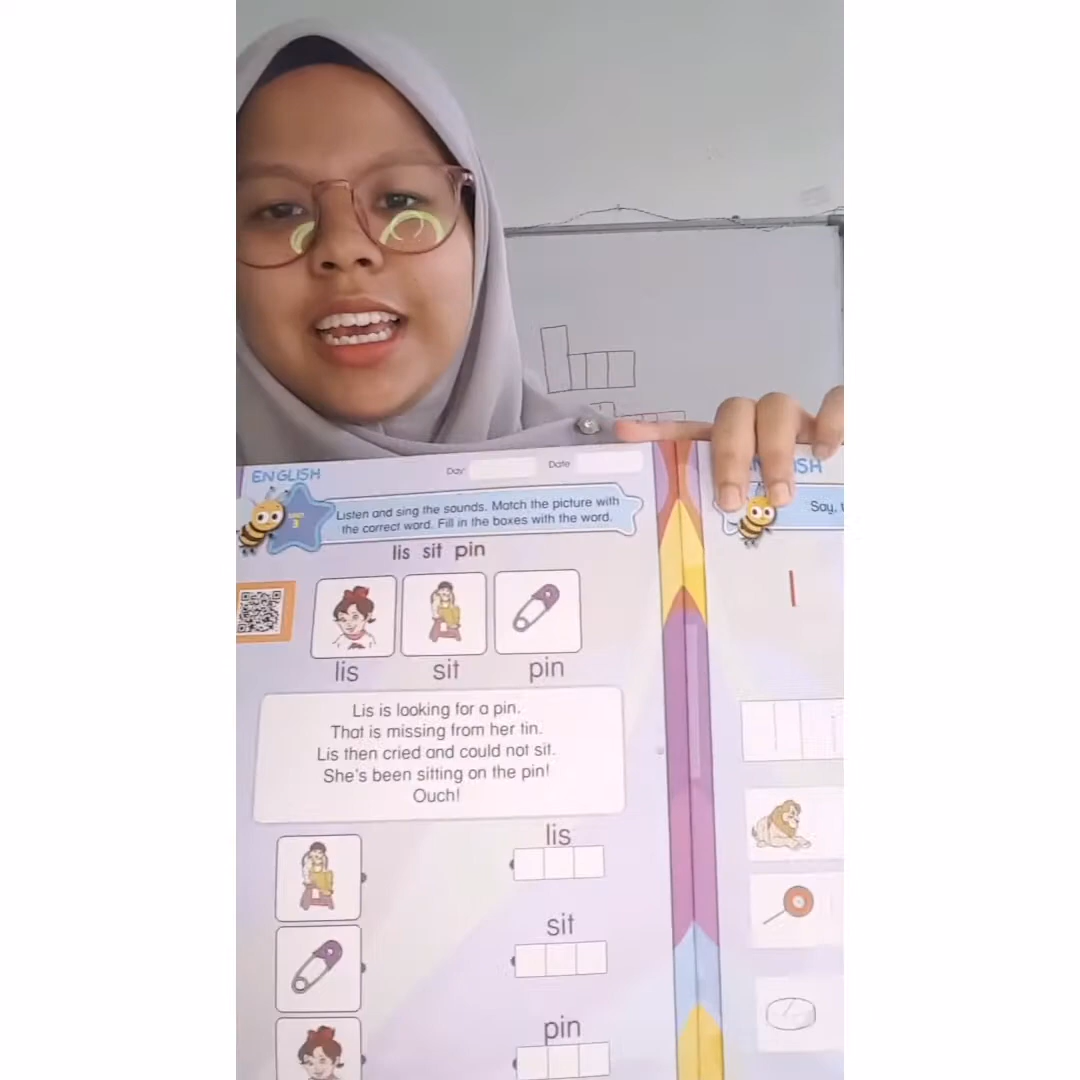 ENGLISH
Day
Date
3
Listen and sing the sounds. Match the picture with
the correct word. Fill in the boxes with the word.
lis sit pin
lis sit pin
Lis is looking for a pin.
That is missing from her tin.
Lis then cried and could not sit.
She's been sitting on the pin!
Ouch!
lis
sit
pin
SH
Say,
l